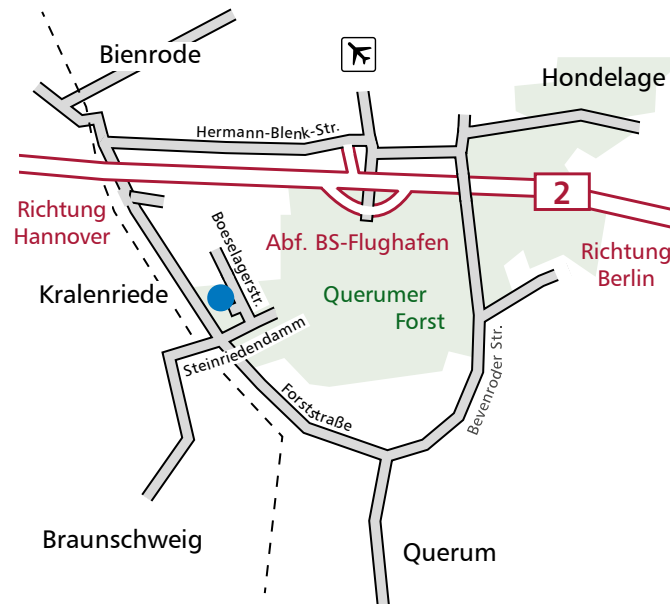 Bienrode
Hondelage
Hermann-Blenk-Str.
2
Richtung
Hannover
Boeselagerstr.
Abf. BS-Flughafen
Richtung
Berlin
Kralenriede
Querumer
Forst
Steinriedendamm
Bevenroder Str.
Forststraße
Braunschweig
Querum